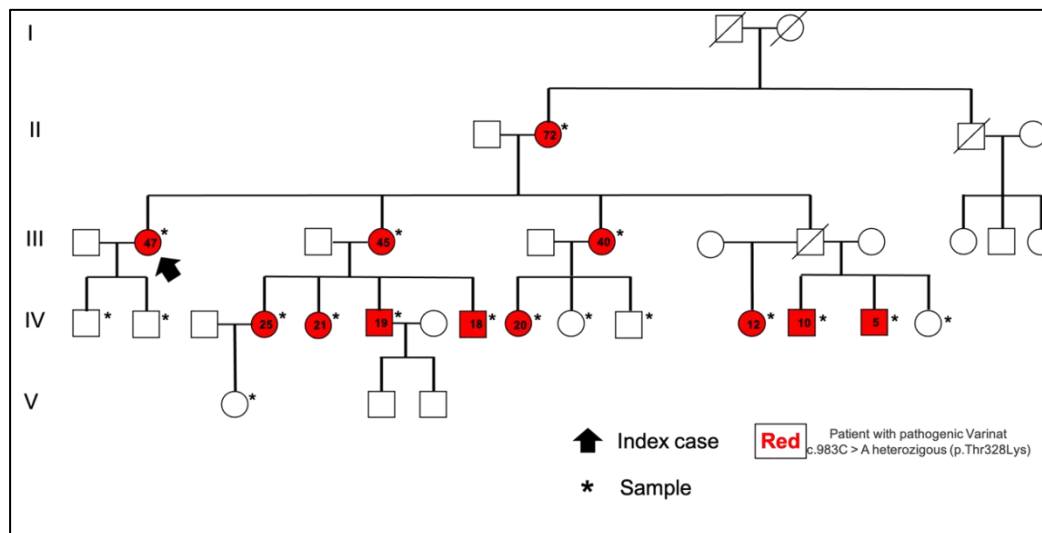 I
II
72 *
III
47 * 45 * 40 *
IV
* * 25 * 21 * 19 * 18 * 20 * * * 12 * 10 * 5 * *
V
*
Index case
Red
Patient with pathogenic Varinat
c.983C > A heterozigous (p.Thr328Lys)
* Sample